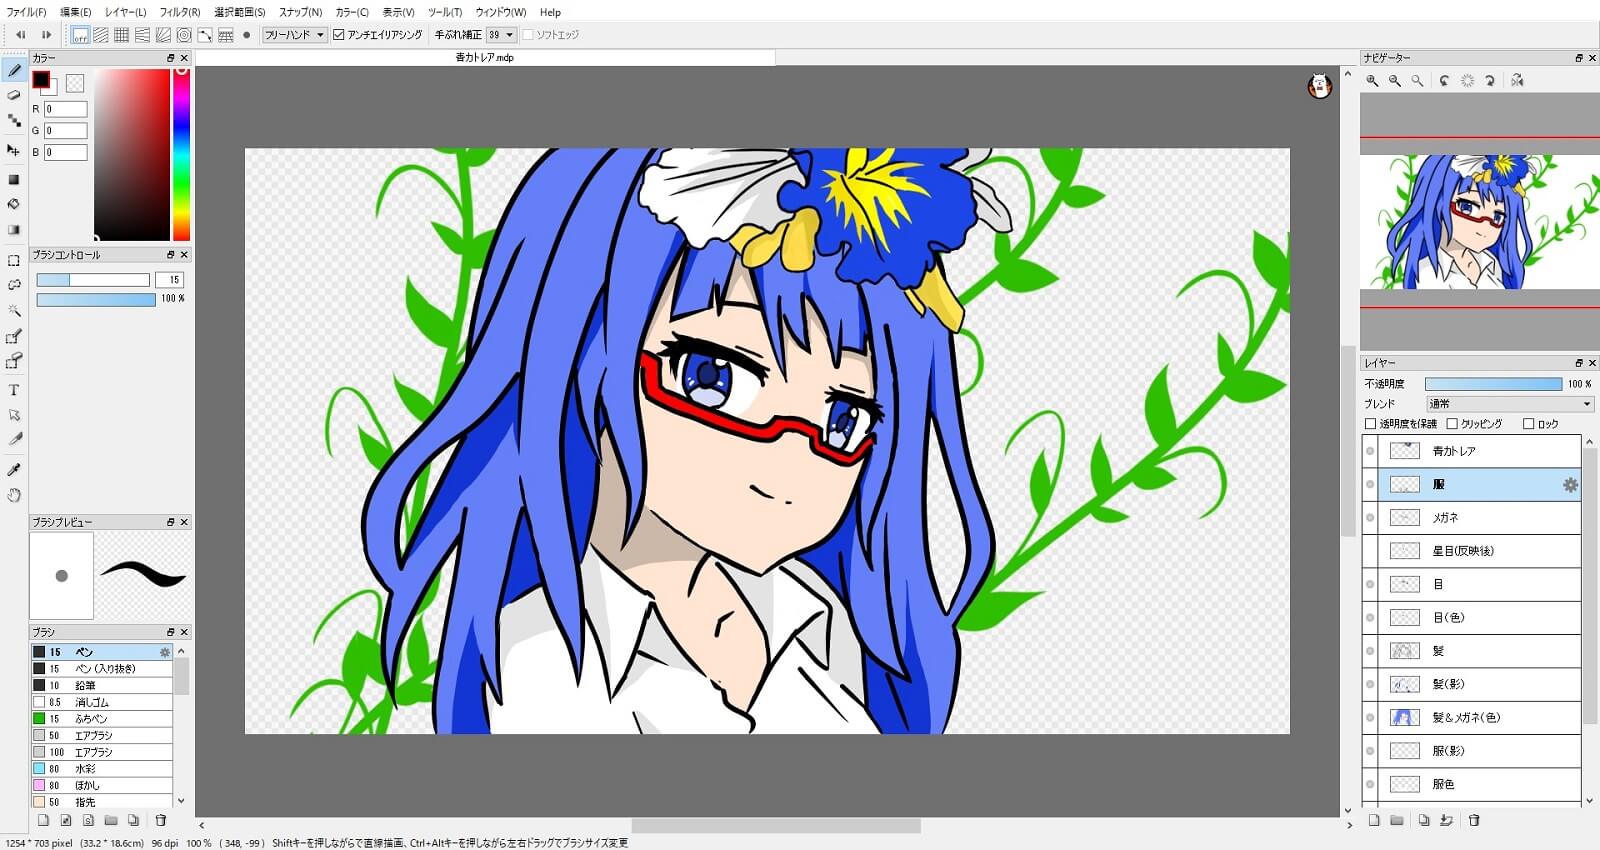 ファイル(F) 編集(E) レイヤー(L) フィルタ(R) 選択範囲(S) スナップ(N) カラー(C) 表示(V) ツール(T) ウィンドウ(W) Help
off フリーハンド アンチエイリアシング 手ぶれ補正 39 ソフトエッジ
カラー
R 0
G 0
B 0
ブラシコントロール
15
100 %
ブラシプレビュー
ブラシ
15 ペン
15 ペン(入り抜き)
10 鉛筆
8.5 消しゴム
15 ふちペン
50 エアブラシ
100 エアブラシ
80 水彩
80 ぼかし
50 指先
青カトレア.mdp
ナビゲーター
レイヤー
不透明度 100 %
ブレンド 通常
透明度を保護 クリッピング ロック
青カトレア
服
メガネ
星目(反映後)
目
目(色)
髪
髪(影)
髪&メガネ(色)
服(影)
服色
1254 * 703 pixel (33.2 * 18.6cm) 96 dpi 100 % ( 348, -99 ) Shiftキーを押しながらで直線描画、Ctrl+Altキーを押しながら左右ドラッグでブラシサイズ変更